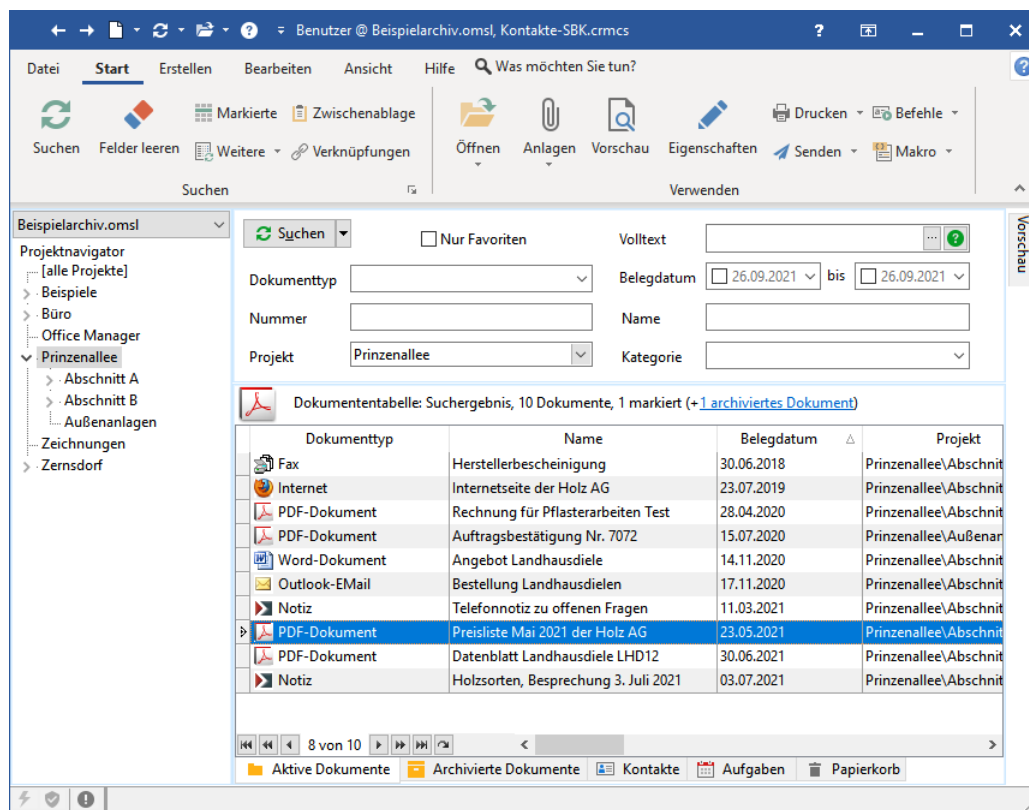 Benutzer @ Beispielarchiv.omsl, Kontakte-SBK.crmcs
Datei Start Erstellen Bearbeiten Ansicht Hilfe Was möchten Sie tun?
Markierte Zwischenablage Drucken Befehle
Suchen Felder leeren Weitere Verknüpfungen Öffnen Anlagen Vorschau Eigenschaften Senden Makro
Suchen Verwenden
Beispielarchiv.omsl
Projektnavigator
[alle Projekte]
Beispiele
Büro
Office Manager
Prinzenallee
Abschnitt A
Abschnitt B
Außenanlagen
Zeichnungen
Zernsdorf
Suchen Nur Favoriten Volltext ... ?
Dokumenttyp Belegdatum 26.09.2021 bis 26.09.2021
Nummer Name
Projekt Prinzenallee Kategorie
Vorschau
Dokumententabelle: Suchergebnis, 10 Dokumente, 1 markiert (+1 archiviertes Dokument)
Dokumenttyp Name Belegdatum Projekt
Fax Herstellerbescheinigung 30.06.2018 Prinzenallee\Abschnit
Internet Internetseite der Holz AG 23.07.2019 Prinzenallee\Abschnit
PDF-Dokument Rechnung für Pflasterarbeiten Test 28.04.2020 Prinzenallee\Abschnit
PDF-Dokument Auftragsbestätigung Nr. 7072 15.07.2020 Prinzenallee\Außenar
Word-Dokument Angebot Landhausdiele 14.11.2020 Prinzenallee\Abschnit
Outlook-EMail Bestellung Landhausdielen 17.11.2020 Prinzenallee\Abschnit
Notiz Telefonnotiz zu offenen Fragen 11.03.2021 Prinzenallee\Abschnit
PDF-Dokument Preisliste Mai 2021 der Holz AG 23.05.2021 Prinzenallee\Abschnit
PDF-Dokument Datenblatt Landhausdiele LHD12 30.06.2021 Prinzenallee\Abschnit
Notiz Holzsorten, Besprechung 3. Juli 2021 03.07.2021 Prinzenallee\Abschnit
8 von 10
Aktive Dokumente Archivierte Dokumente Kontakte Aufgaben Papierkorb